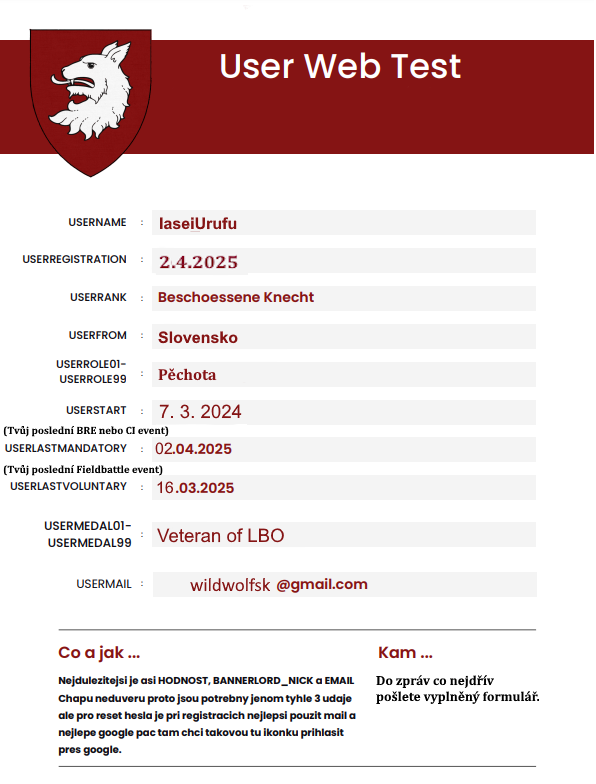 User Web Test
USERNAME : IaseiUrufu
USERREGISTRATION : 2.4.2025
USERRANK : Beschoessene Knecht
USERFROM : Slovensko
USERROLE01-
USERROLE99 : Pěchota
USERSTART : 7. 3. 2024
(Tvůj poslední BRE nebo CI event)
USERLASTMANDATORY : 02.04.2025
(Tvůj poslední Fieldbattle event)
USERLASTVOLUNTARY : 16.03.2025
USERMEDAL01-
USERMEDAL99 : Veteran of LBO
USERMAIL : wildwolfsk @gmail.com
Co a jak ...
Nejdulezitejsi je asi HODNOST, BANNERLORD_NICK a EMAIL
Chapu neduveru proto jsou potrebny jenom tyhle 3 udaje
ale pro reset hesla je pri registracich nejlepsi pouzit mail a
nejlepe google pac tam chci takovou tu ikonku prihlasit
pres google.
Kam ...
Do zpráv co nejdřív
pošlete vyplněný formulář.